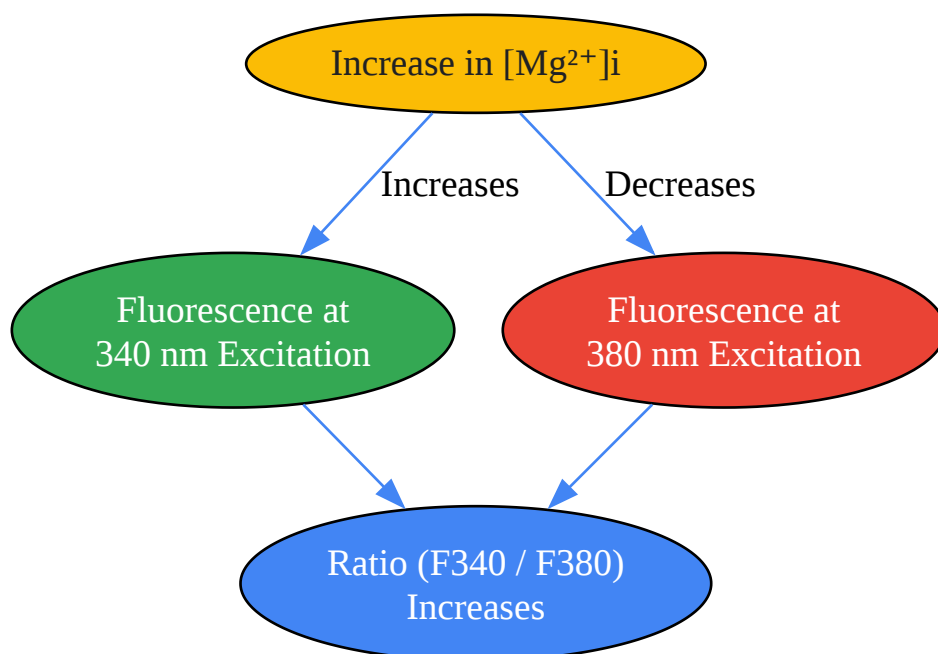 Increase in [Mg²⁺]i
Increases
Decreases
Fluorescence at
340 nm Excitation
Fluorescence at
380 nm Excitation
Ratio (F340 / F380)
Increases